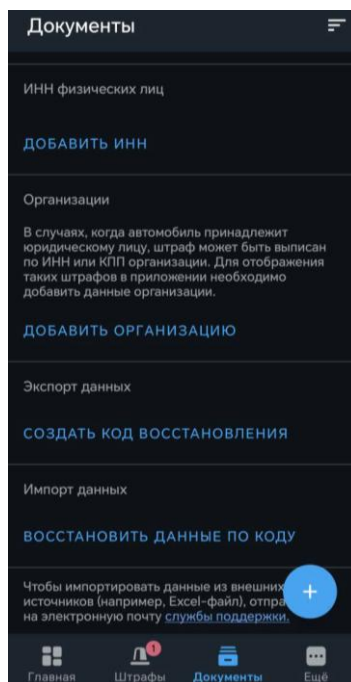 Документы
ИНН физических лиц
ДОБАВИТЬ ИНН
Организации
В случаях, когда автомобиль принадлежит
юридическому лицу, штраф может быть выписан
по ИНН или КПП организации. Для отображения
таких штрафов в приложении необходимо
добавить данные организации.
ДОБАВИТЬ ОРГАНИЗАЦИЮ
Экспорт данных
СОЗДАТЬ КОД ВОССТАНОВЛЕНИЯ
Импорт данных
ВОССТАНОВИТЬ ДАННЫЕ ПО КОДУ
Чтобы импортировать данные из внешних
источников (например, Excel-файл), отпра
на электронную почту службы поддержки.
+
1
Главная Штрафы Документы Ещё